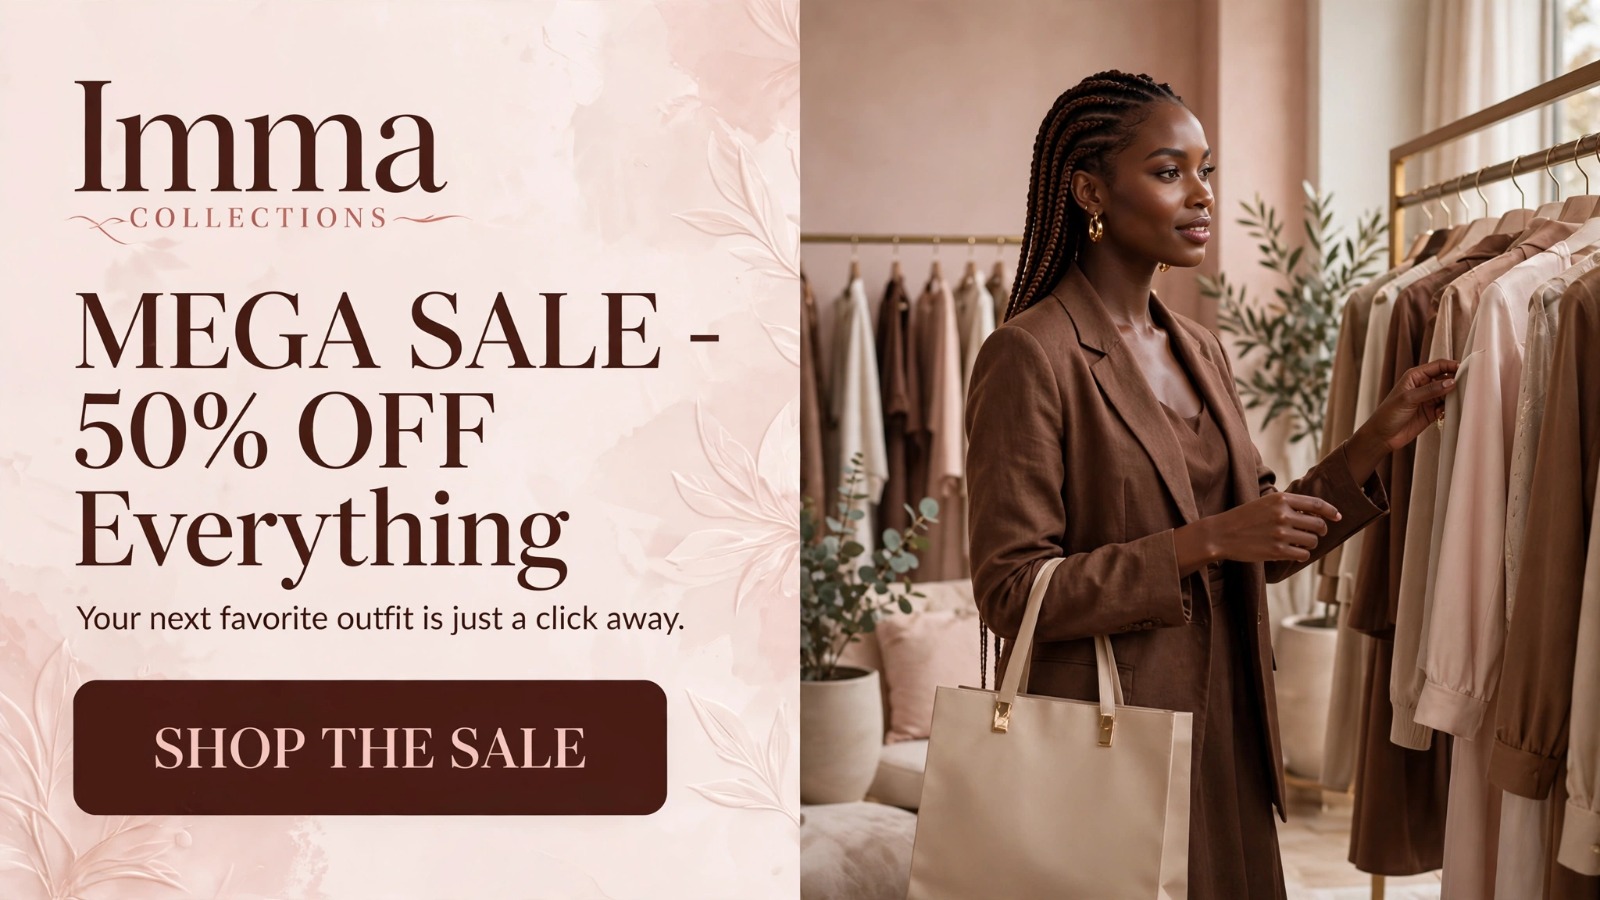 Imma
COLLECTIONS
MEGA SALE -
50% OFF
Everything
Your next favorite outfit is just a click away.
SHOP THE SALE